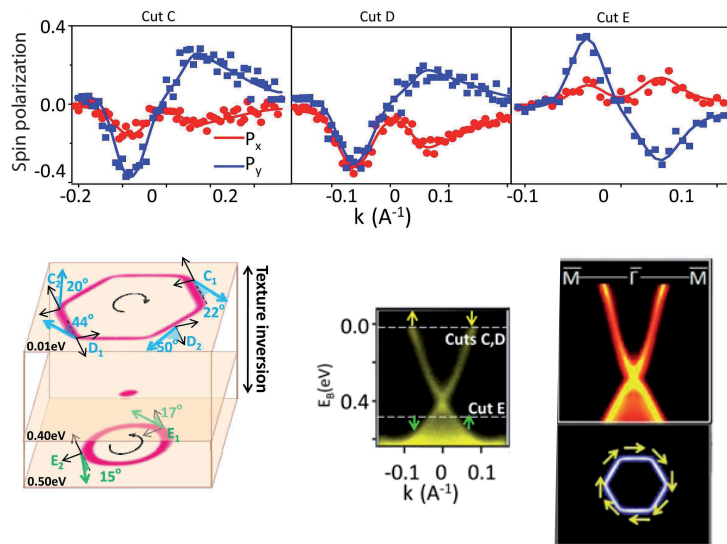 Cut C
Cut D
Cut E
Spin polarization
0.4
0.0
-0.4
Pₓ
Pᵧ
-0.2
0
0.2
-0.1
0
0.1
-0.1
0
0.1
k (A⁻¹)
C₂
20°
C₁
22°
44°
D₁
50°
D₂
0.01eV
Texture inversion
17°
E₁
0.40eV
E₂
15°
0.50eV
0.0
Cuts C,D
E_B(eV)
0.4
Cut E
-0.1
0
0.1
k (A⁻¹)
M̅ Γ̅ M̅